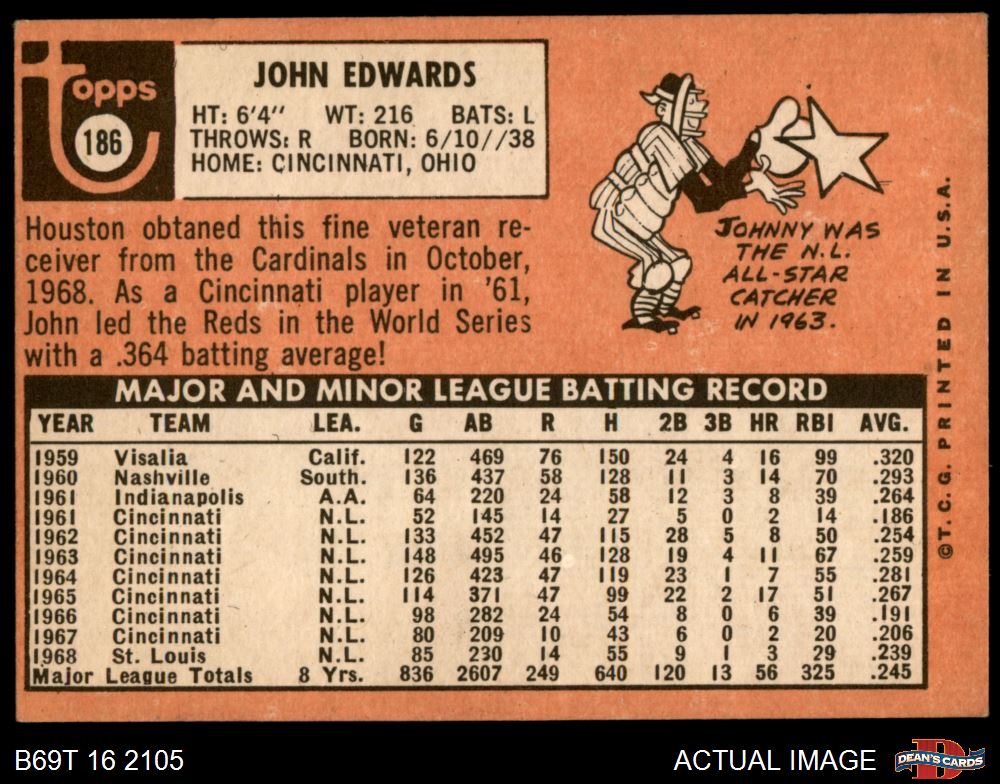 Topps
186
JOHN EDWARDS
HT: 6'4" WT: 216 BATS: L
THROWS: R BORN: 6/10//38
HOME: CINCINNATI, OHIO
Houston obtaned this fine veteran re-
ceiver from the Cardinals in October,
1968. As a Cincinnati player in '61,
John led the Reds in the World Series
with a .364 batting average!
JOHNNY WAS
THE N.L.
ALL-STAR
CATCHER
IN 1963.
MAJOR AND MINOR LEAGUE BATTING RECORD
YEAR TEAM LEA. G AB R H 2B 3B HR RBI AVG.
1959 Visalia Calif. 122 469 76 150 24 4 16 99 .320
1960 Nashville South. 136 437 58 128 11 3 14 70 .293
1961 Indianapolis A.A. 64 220 24 58 12 3 8 39 .264
1961 Cincinnati N.L. 52 145 14 27 5 0 2 14 .186
1962 Cincinnati N.L. 133 452 47 115 28 5 8 50 .254
1963 Cincinnati N.L. 148 495 46 128 19 4 11 67 .259
1964 Cincinnati N.L. 126 423 47 119 23 1 7 55 .281
1965 Cincinnati N.L. 114 371 47 99 22 2 17 51 .267
1966 Cincinnati N.L. 98 282 24 54 8 0 6 39 .191
1967 Cincinnati N.L. 80 209 10 43 6 0 2 20 .206
1968 St. Louis N.L. 85 230 14 55 9 1 3 29 .239
Major League Totals 8 Yrs. 836 2607 249 640 120 13 56 325 .245
©T.C.G. PRINTED IN U.S.A.
B69T 16 2105 ACTUAL IMAGE
DEAN'S CARDS